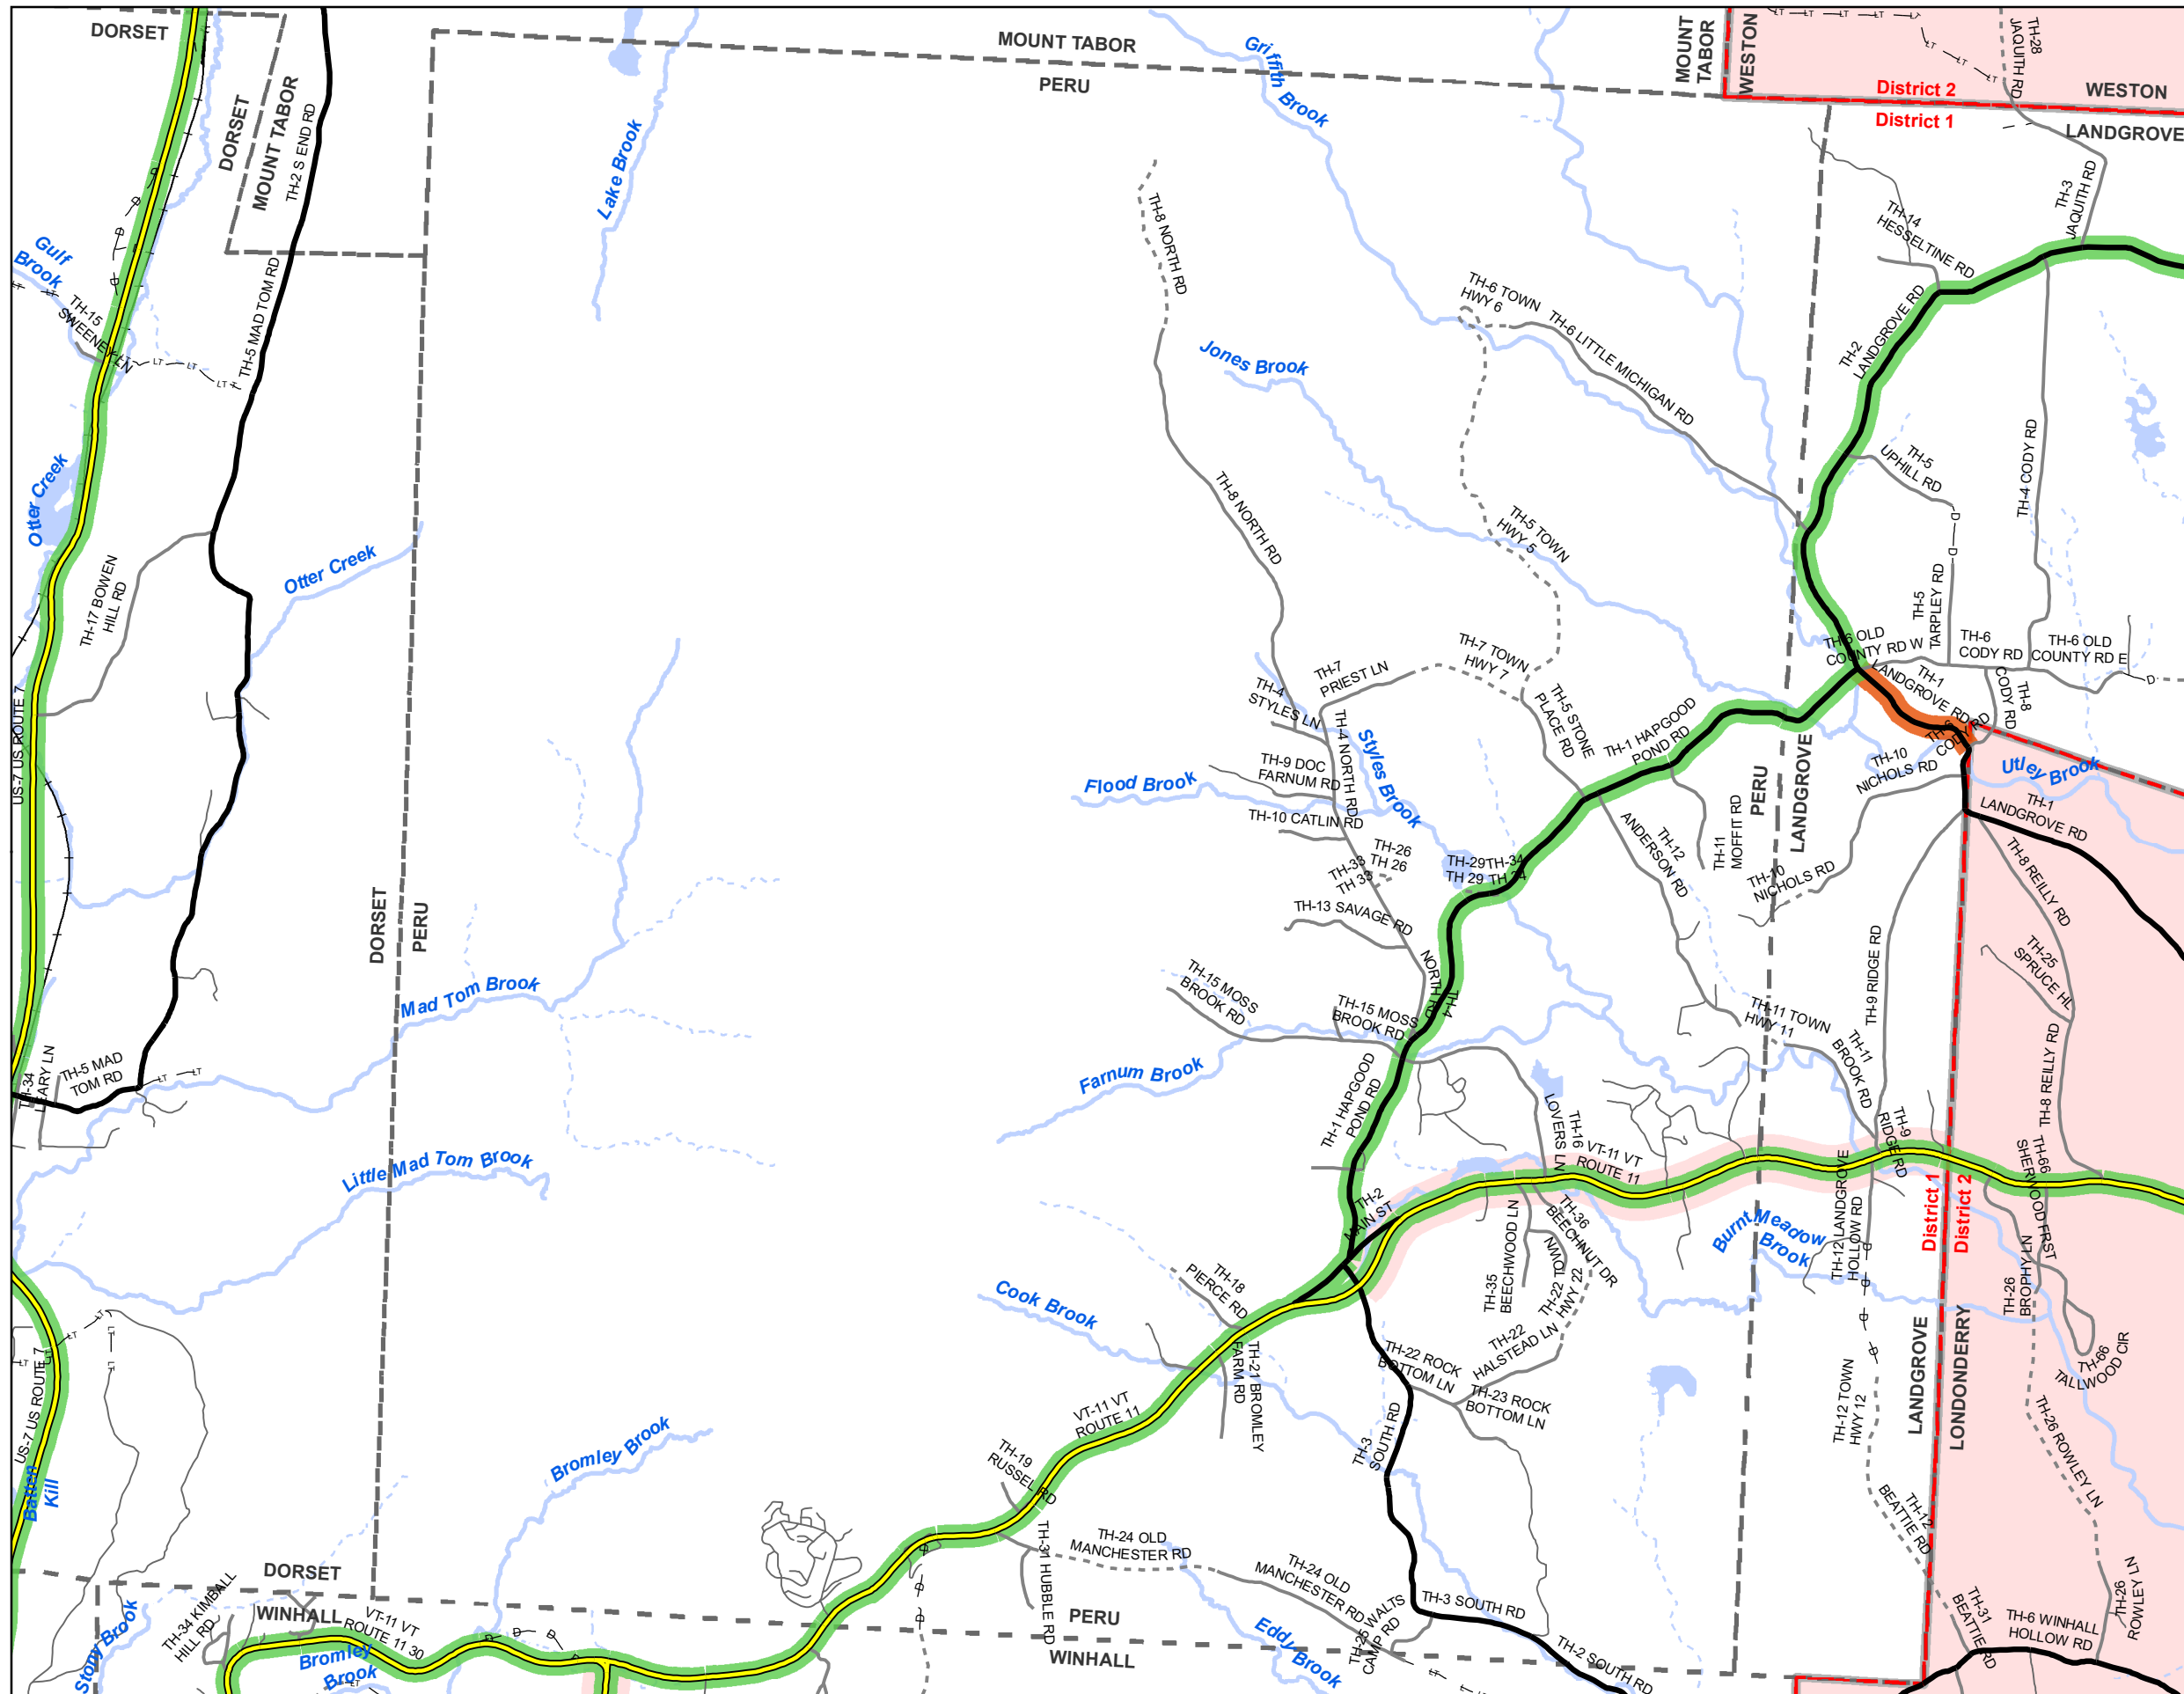 DORSET
MOUNT TABOR
PERU
MOUNT
TABOR
WESTON
District 2
District 1
WESTON
LANDGROVE
TH-28
JAQUITH RD
TH-3
JAQUITH RD
Griffith Brook
Lake Brook
DORSET
MOUNT TABOR
TH-2 S END RD
Gulf
Brook
TH-15
SWEENEY LN
TH-5 MAD TOM RD
TH-8 NORTH RD
TH-14
HESSELTINE RD
TH-6 TOWN
HWY 6
TH-6 LITTLE MICHIGAN RD
TH-2
LANDGROVE RD
Jones Brook
Otter Creek
TH-8 NORTH RD
TH-5 TOWN
HWY 5
TH-5
UPHILL RD
TH-4 CODY RD
Otter Creek
TH-17 BOWEN
HILL RD
TH-5
TARPLEY RD
TH-6 OLD
COUNTY RD W
TH-6
CODY RD
TH-6 OLD
COUNTY RD E
TH-7
PRIEST LN
TH-7 TOWN
HWY 7
TH-4
STYLES LN
TH-4 NORTH RD
TH-5 STONE
PLACE RD
TH-1 HAPGOOD
POND RD
TH-1
LANDGROVE RD
TH-8
CODY RD
TH-8
CODY RD
US-7 US ROUTE 7
Styles Brook
Flood Brook
TH-9 DOC
FARNUM RD
TH-10 CATLIN RD
TH-10
NICHOLS RD
Utley Brook
TH-1
LANDGROVE RD
PERU
LANDGROVE
TH-11
MOFFIT RD
TH-12
ANDERSON RD
TH-26
TH 26
TH-33
TH 33
TH-29
TH 29
TH-34
TH 34
TH-10
NICHOLS RD
TH-8 REILLY RD
TH-13 SAVAGE RD
DORSET
PERU
TH-4
NORTH RD
TH-9 RIDGE RD
TH-25
SPRUCE HL
Mad Tom Brook
TH-15 MOSS
BROOK RD
TH-15 MOSS
BROOK RD
TH-11 TOWN
HWY 11
TH-11
BROOK RD
TH-8 REILLY RD
TH-34
LEARY LN
TH-5 MAD
TOM RD
Farnum Brook
TH-1 HAPGOOD
POND RD
TH-16
LOVERS LN
TH-9
RIDGE RD
Little Mad Tom Brook
VT-11 VT
ROUTE 11
TH-66
SHERWOOD FRST
TH-2
MAIN ST
TH-36
BEECHNUT DR
TH-35
BEECHWOOD LN
TH-22 TOWN
HWY 22
Burnt Meadow
Brook
TH-12 LANDGROVE
HOLLOW RD
District 1
District 2
TH-26
BROPHY LN
Cook Brook
TH-18
PIERCE RD
TH-21 BROMLEY
FARM RD
TH-22 ROCK
BOTTOM LN
TH-22
HALSTEAD LN
TH-23 ROCK
BOTTOM LN
LANDGROVE
LONDONDERRY
TH-66
TALLWOOD CIR
US-7 US ROUTE 7
Batten
Kill
VT-11 VT
ROUTE 11
TH-3
SOUTH RD
TH-12 TOWN
HWY 12
TH-26 ROWLEY LN
Bromley Brook
TH-19
RUSSEL RD
TH-12
BEATTIE RD
TH-31 HUBBLE RD
TH-24 OLD
MANCHESTER RD
TH-24 OLD
MANCHESTER RD
TH-3 SOUTH RD
TH-25 WALTS
CAMP RD
TH-26
ROWLEY LN
DORSET
WINHALL
TH-34 KIMBALL
HILL RD
VT-11 VT
ROUTE 11 30
Stony Brook
Bromley
Brook
PERU
WINHALL
Eddy Brook
TH-2 SOUTH RD
TH-31
BEATTIE RD
TH-6 WINHALL
HOLLOW RD